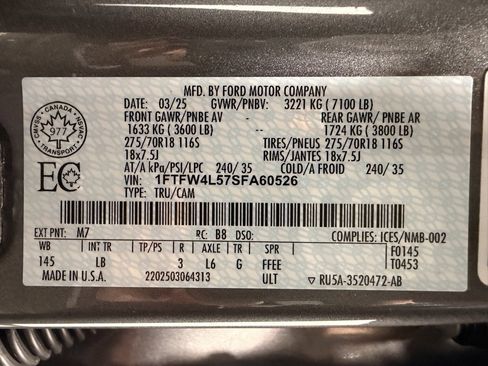 MFD. BY FORD MOTOR COMPANY
DATE: 03/25 GVWR/PNBV: 3221 KG ( 7100 LB)
FRONT GAWR/PNBE AV -- REAR GAWR/PNBE AR
1633 KG ( 3600 LB) 1724 KG ( 3800 LB)
275/70R18 116S TIRES/PNEUS 275/70R18 116S
18x7.5J RIMS/JANTES 18x7.5J
AT/A kPa/PSI/LPC 240/ 35 COLD/A FROID 240/ 35
VIN: 1FTFW4L57SFA60526
TYPE: TRU/CAM
CMVSS · CANADA · NSVAC
977
TRANSPORT
EC
EXT PNT: M7 RC: B8 DSO: COMPLIES: ICES/NMB-002
WB INT TR TP/PS R AXLE TR SPR F0145
145 LB 3 L6 G FFEE T0453
MADE IN U.S.A. 2202503064313 ULT RU5A-3520472-AB